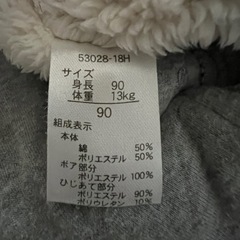 53028-18H
サイズ
身長 90
体重 13kg
90
組成表示
本体
綿 50%
ポリエステル 50%
ボア部分
ポリエステル 100%
ひじあて部分
ポリエステル 90%
ポリウレタン 10%